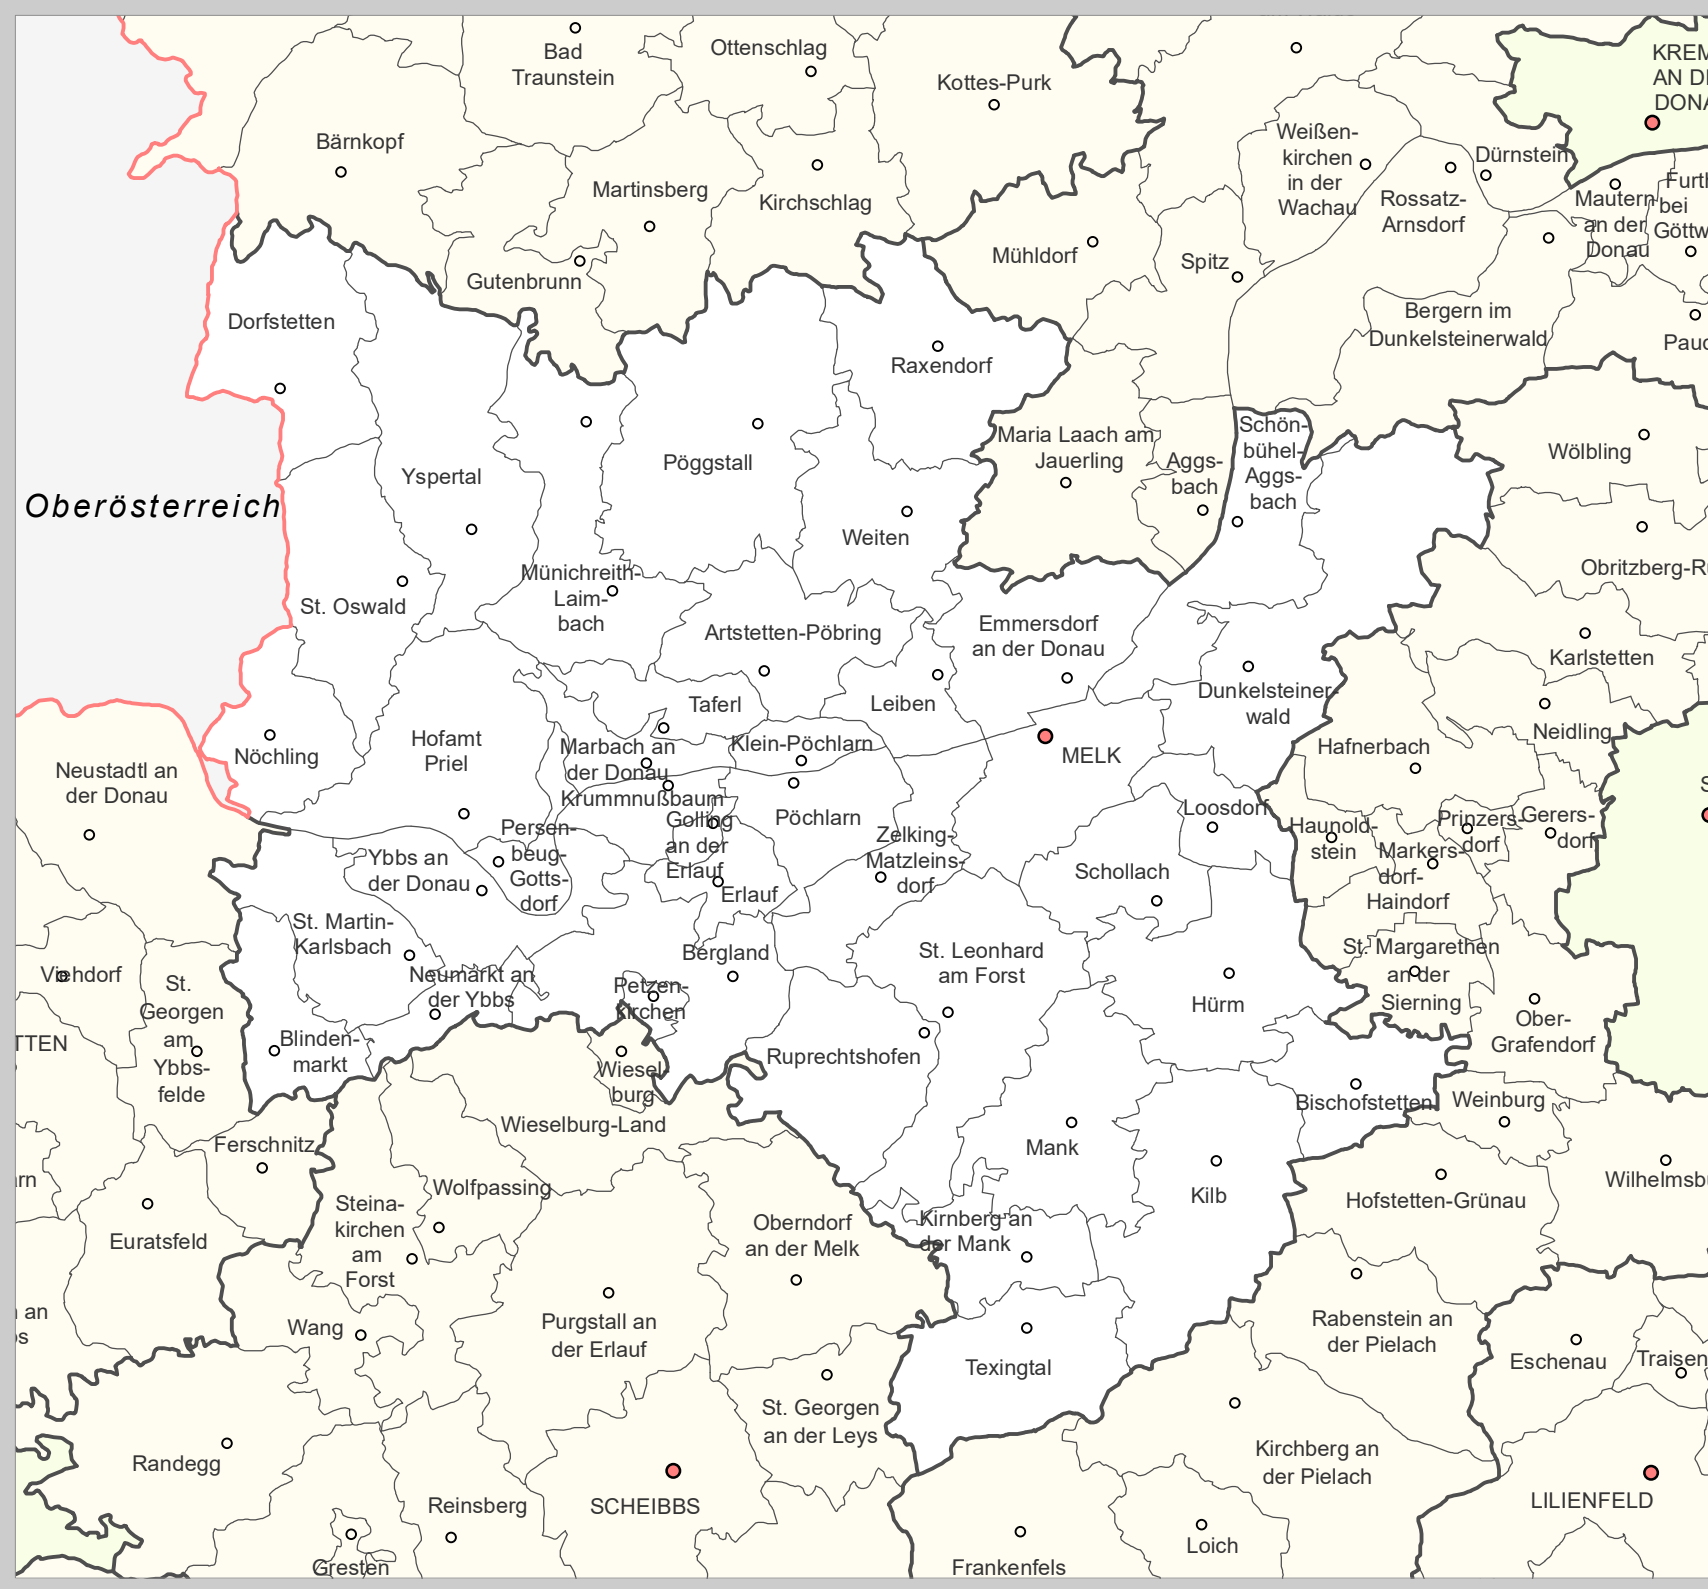 Bad
Traunstein
Ottenschlag
Kottes-Purk
KREM
AN D
DONA
Bärnkopf
Martinsberg
Kirchschlag
Weißen-
kirchen
in der
Wachau
Dürnstein
Rossatz-
Arnsdorf
Mautern
an der
Donau
Furt
bei
Göttw
Gutenbrunn
Mühldorf
Spitz
Dorfstetten
Raxendorf
Bergern im
Dunkelsteinerwald
Paud
Oberösterreich
Yspertal
Pöggstall
Weiten
Maria Laach am
Jauerling
Aggs-
bach
Schön-
bühel-
Aggs-
bach
Wölbling
Obritzberg-R
St. Oswald
Münichreith-
Laim-
bach
Artstetten-Pöbring
Emmersdorf
an der Donau
Karlstetten
Neidling
Dunkelsteiner-
wald
Nöchling
Hofamt
Priel
Taferl
Leiben
Marbach an
der Donau
Klein-Pöchlarn
MELK
Hafnerbach
Neustadtl an
der Donau
Krummnußbaum
Golling
an der
Erlauf
Pöchlarn
Loosdorf
Haunold-
stein
Prinzers-
dorf
Gerers-
dorf
Markers-
dorf-
Haindorf
Ybbs an
der Donau
Persen-
beug-
Gotts-
dorf
Erlauf
Zelking-
Matzleins-
dorf
Schollach
St. Martin-
Karlsbach
Neumarkt an
der Ybbs
Bergland
Petzen-
kirchen
St. Leonhard
am Forst
Hürm
St. Margarethen
an der
Sierning
Viehdorf
St.
Georgen
am
Ybbs-
felde
TTEN
Blinden-
markt
Wiesel-
burg
Ruprechtshofen
Ober-
Grafendorf
Bischofstetten
Weinburg
Wieselburg-Land
Ferschnitz
Mank
Kilb
Hofstetten-Grünau
Wilhelmsb
rn
Euratsfeld
Steina-
kirchen
am
Forst
Wolfpassing
Oberndorf
an der Melk
Kirnberg an
der Mank
an
s
Wang
Purgstall an
der Erlauf
Texingtal
Rabenstein an
der Pielach
Eschenau
Traisen
St. Georgen
an der Leys
Randegg
Reinsberg
SCHEIBBS
Kirchberg an
der Pielach
LILIENFELD
Gresten
Frankenfels
Loich